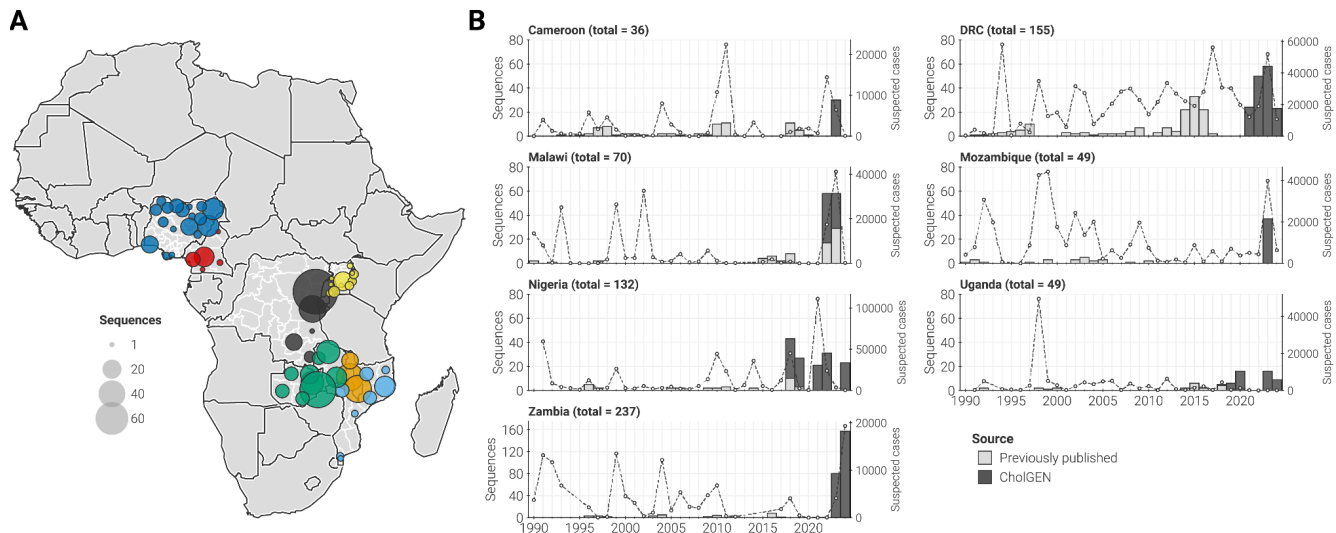 A
Sequences
1
20
40
60
B
Cameroon (total = 36)
Sequences
80
60
40
20
0
20000
10000
0
Suspected cases
DRC (total = 155)
Sequences
80
60
40
20
0
60000
40000
20000
0
Suspected cases
Malawi (total = 70)
Sequences
80
60
40
20
0
40000
20000
0
Suspected cases
Mozambique (total = 49)
Sequences
80
60
40
20
0
40000
20000
0
Suspected cases
Nigeria (total = 132)
Sequences
80
60
40
20
0
100000
50000
0
Suspected cases
Uganda (total = 49)
Sequences
80
60
40
20
0
40000
20000
0
Suspected cases
1990 1995 2000 2005 2010 2015 2020
Zambia (total = 237)
Sequences
160
120
80
40
0
20000
10000
0
Suspected cases
1990 1995 2000 2005 2010 2015 2020
Source
Previously published
CholGEN